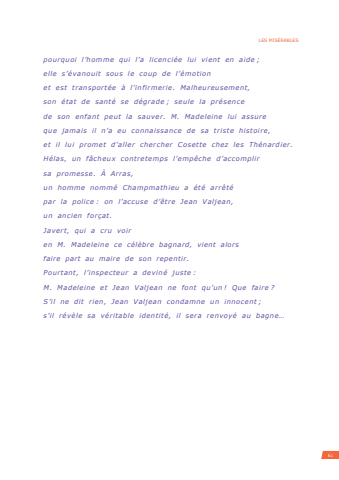 LES MISÉRABLES
pourquoi l’homme qui l’a licenciée lui vient en aide ;
elle s’évanouit sous le coup de l’émotion
et est transportée à l’infirmerie. Malheureusement,
son état de santé se dégrade ; seule la présence
de son enfant peut la sauver. M. Madeleine lui assure
que jamais il n’a eu connaissance de sa triste histoire,
et il lui promet d’aller chercher Cosette chez les Thénardier.
Hélas, un fâcheux contretemps l’empêche d’accomplir
sa promesse. À Arras,
un homme nommé Champmathieu a été arrêté
par la police : on l’accuse d’être Jean Valjean,
un ancien forçat.
Javert, qui a cru voir
en M. Madeleine ce célèbre bagnard, vient alors
faire part au maire de son repentir.
Pourtant, l’inspecteur a deviné juste :
M. Madeleine et Jean Valjean ne font qu’un ! Que faire ?
S’il ne dit rien, Jean Valjean condamne un innocent ;
s’il révèle sa véritable identité, il sera renvoyé au bagne…